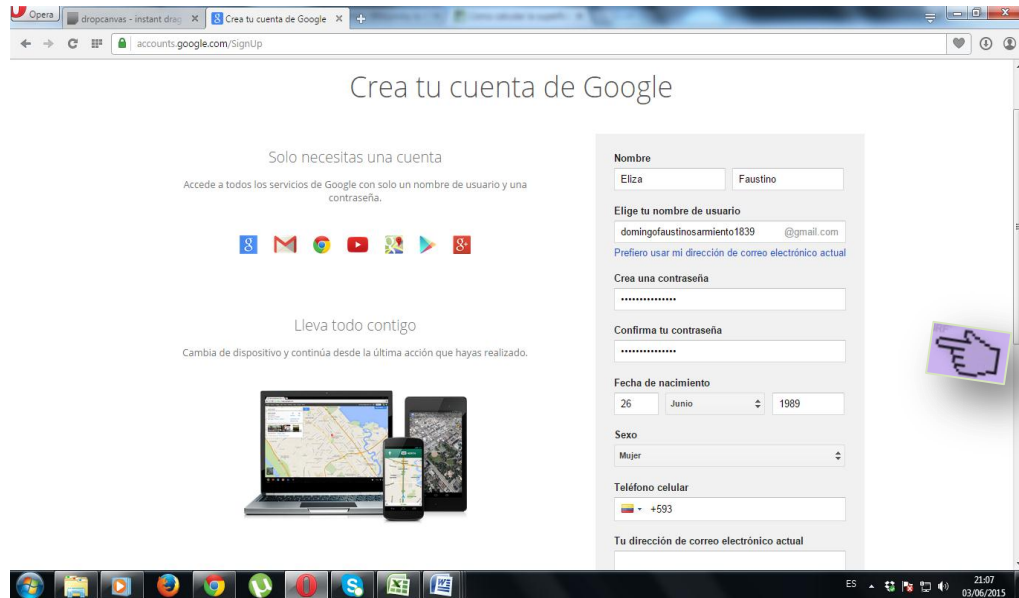 Opera
dropcanvas - instant drag
Crea tu cuenta de Google
accounts.google.com/SignUp
Crea tu cuenta de Google
Solo necesitas una cuenta
Accede a todos los servicios de Google con solo un nombre de usuario y una
contraseña.
Lleva todo contigo
Cambia de dispositivo y continúa desde la última acción que hayas realizado.
Nombre
Eliza Faustino
Elige tu nombre de usuario
domingofaustinosarmiento1839 @gmail.com
Prefiero usar mi dirección de correo electrónico actual
Crea una contraseña
Confirma tu contraseña
Fecha de nacimiento
26 Junio 1989
Sexo
Mujer
Teléfono celular
+593
Tu dirección de correo electrónico actual
ES 21:07
03/06/2015